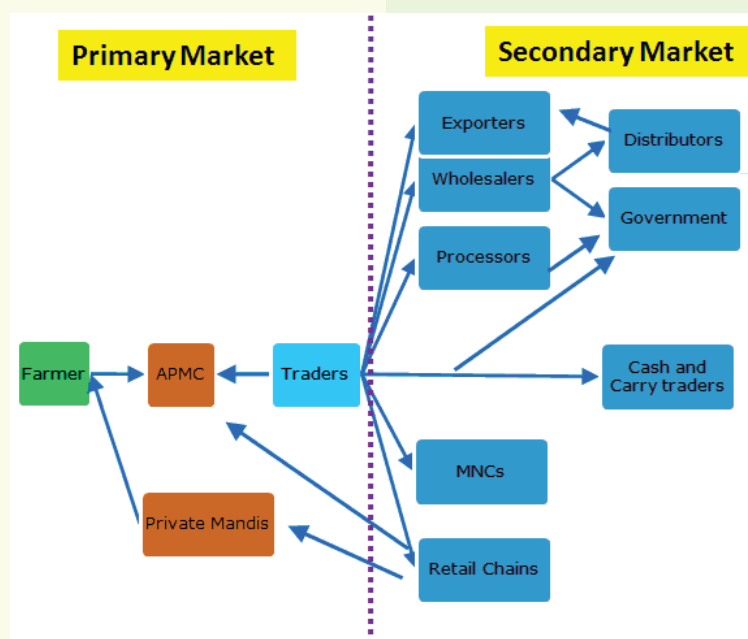 Primary Market
Secondary Market
Exporters
Distributors
Wholesalers
Government
Processors
Farmer
APMC
Traders
Cash and
Carry traders
MNCs
Private Mandis
Retail Chains